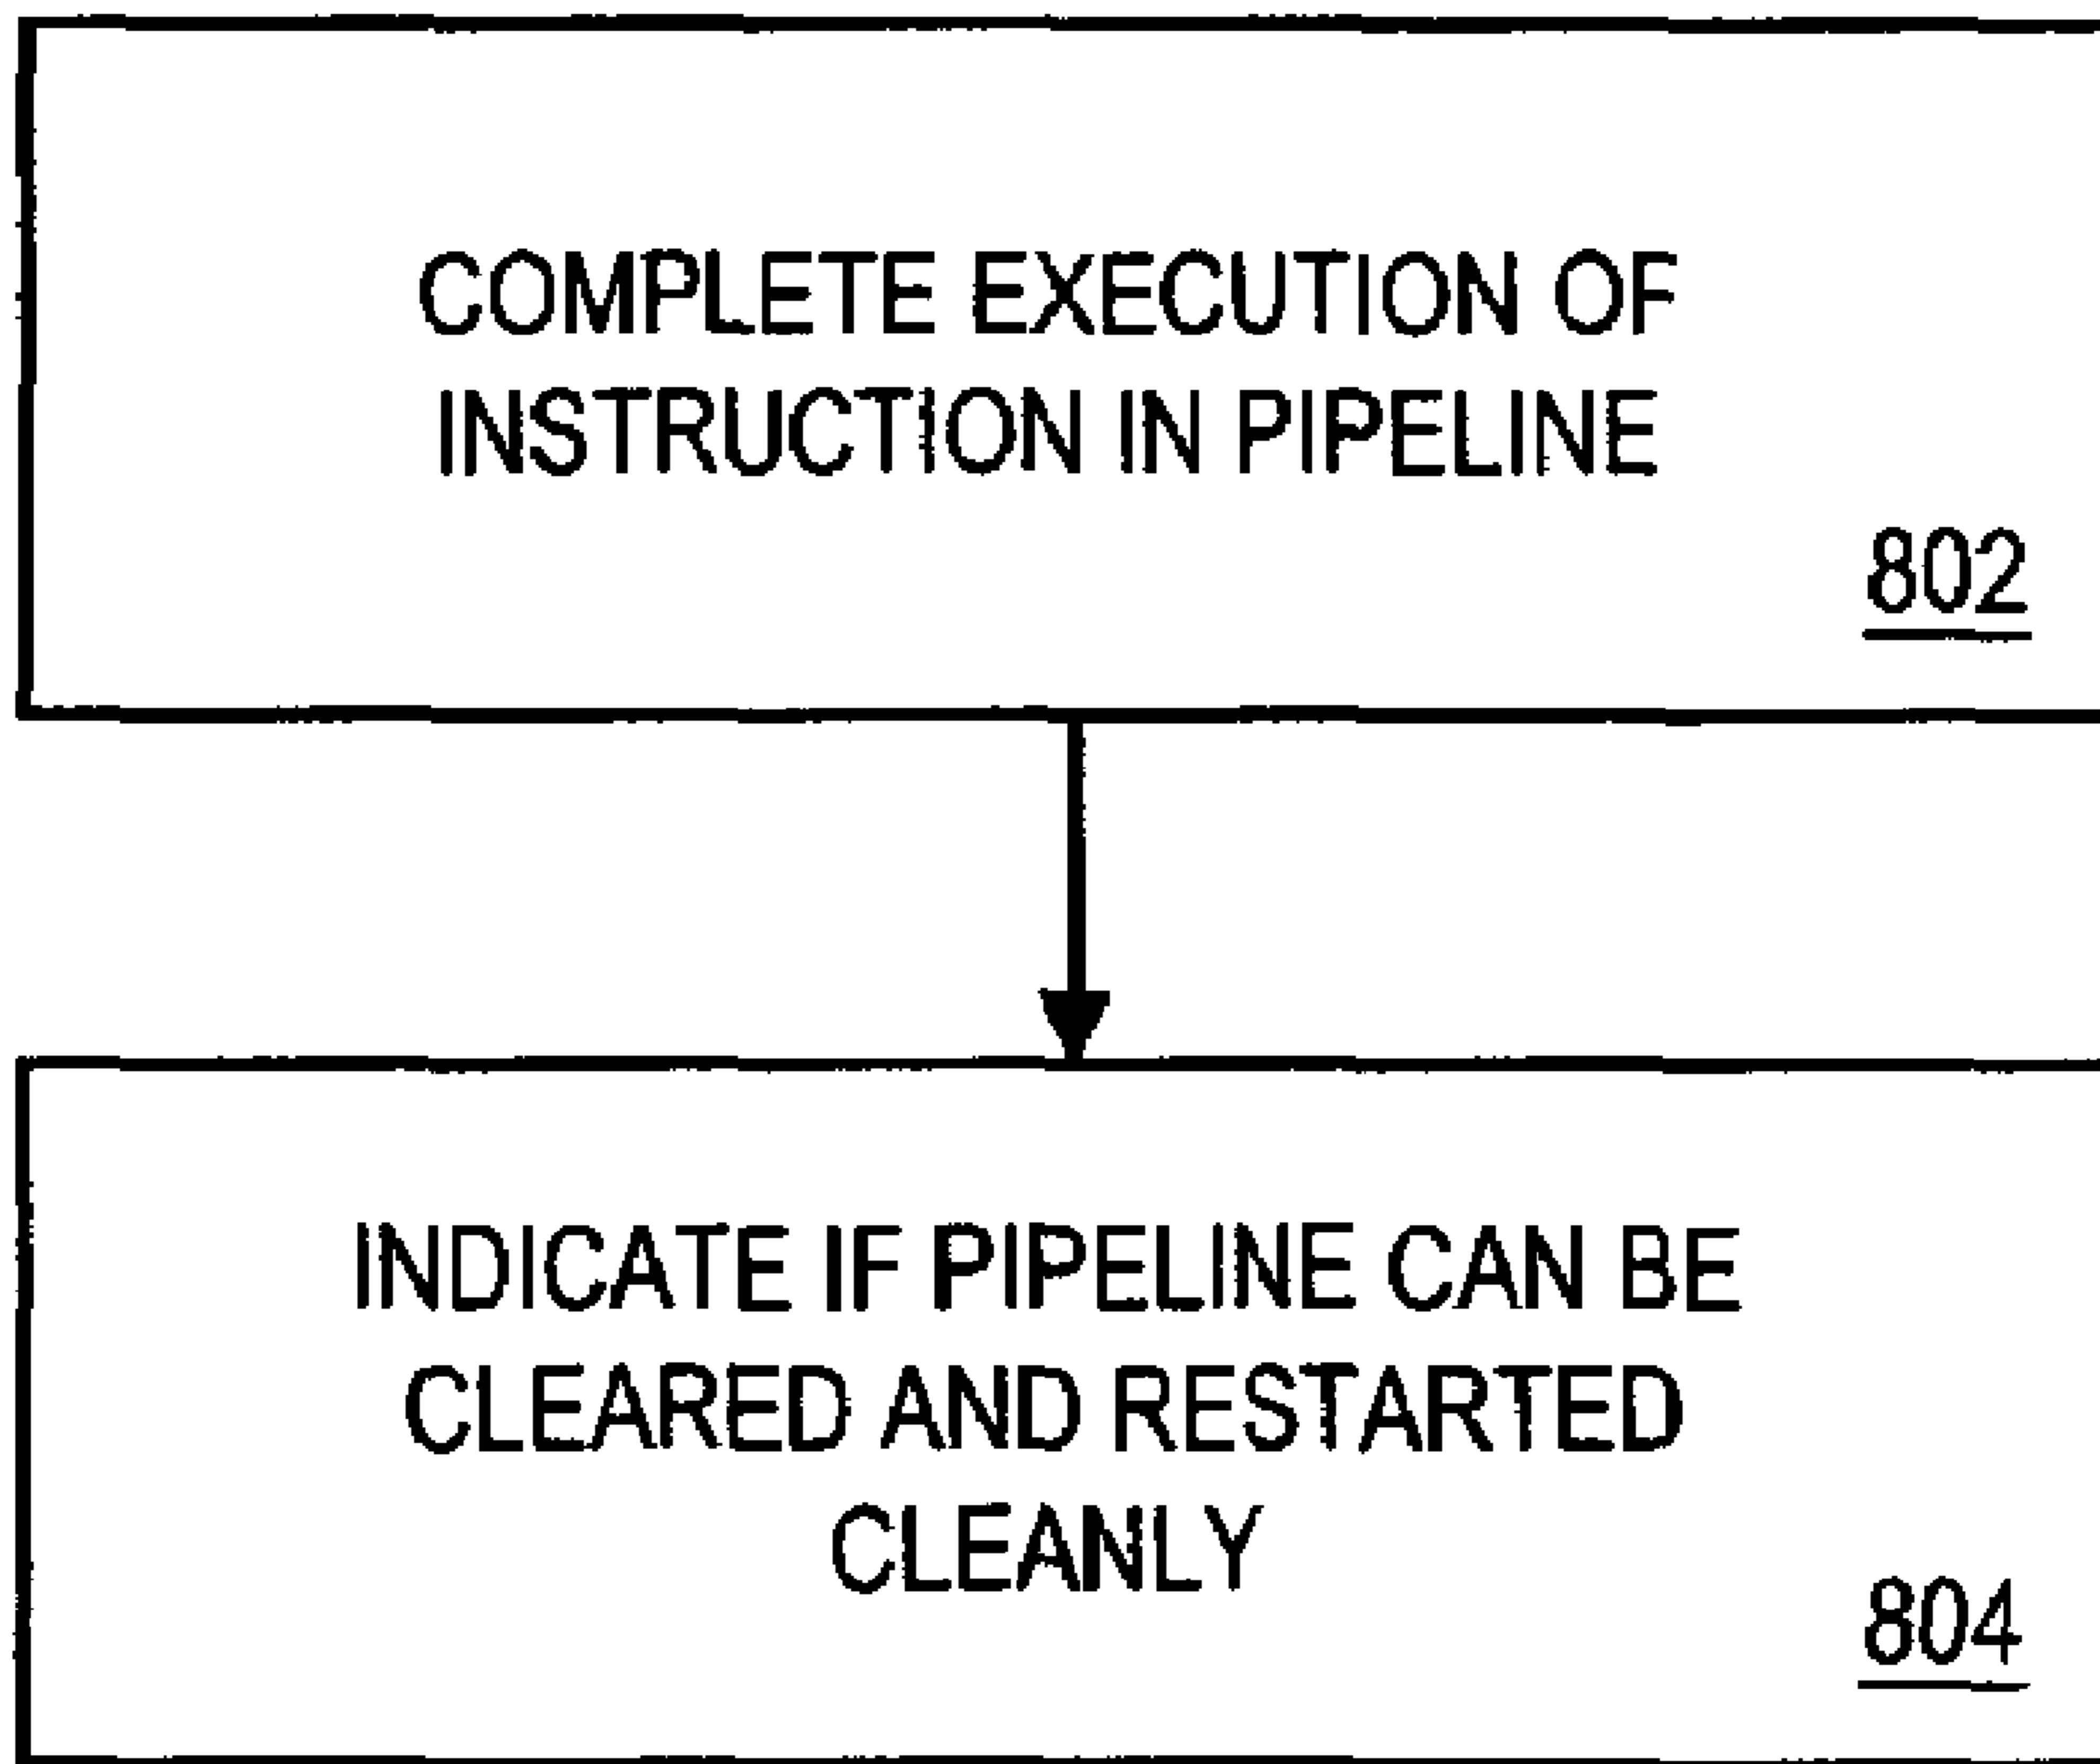 COMPLETE EXECUTION OF
INSTRUCTION IN PIPELINE
802
INDICATE IF PIPELINE CAN BE
CLEARED AND RESTARTED
CLEANLY
804